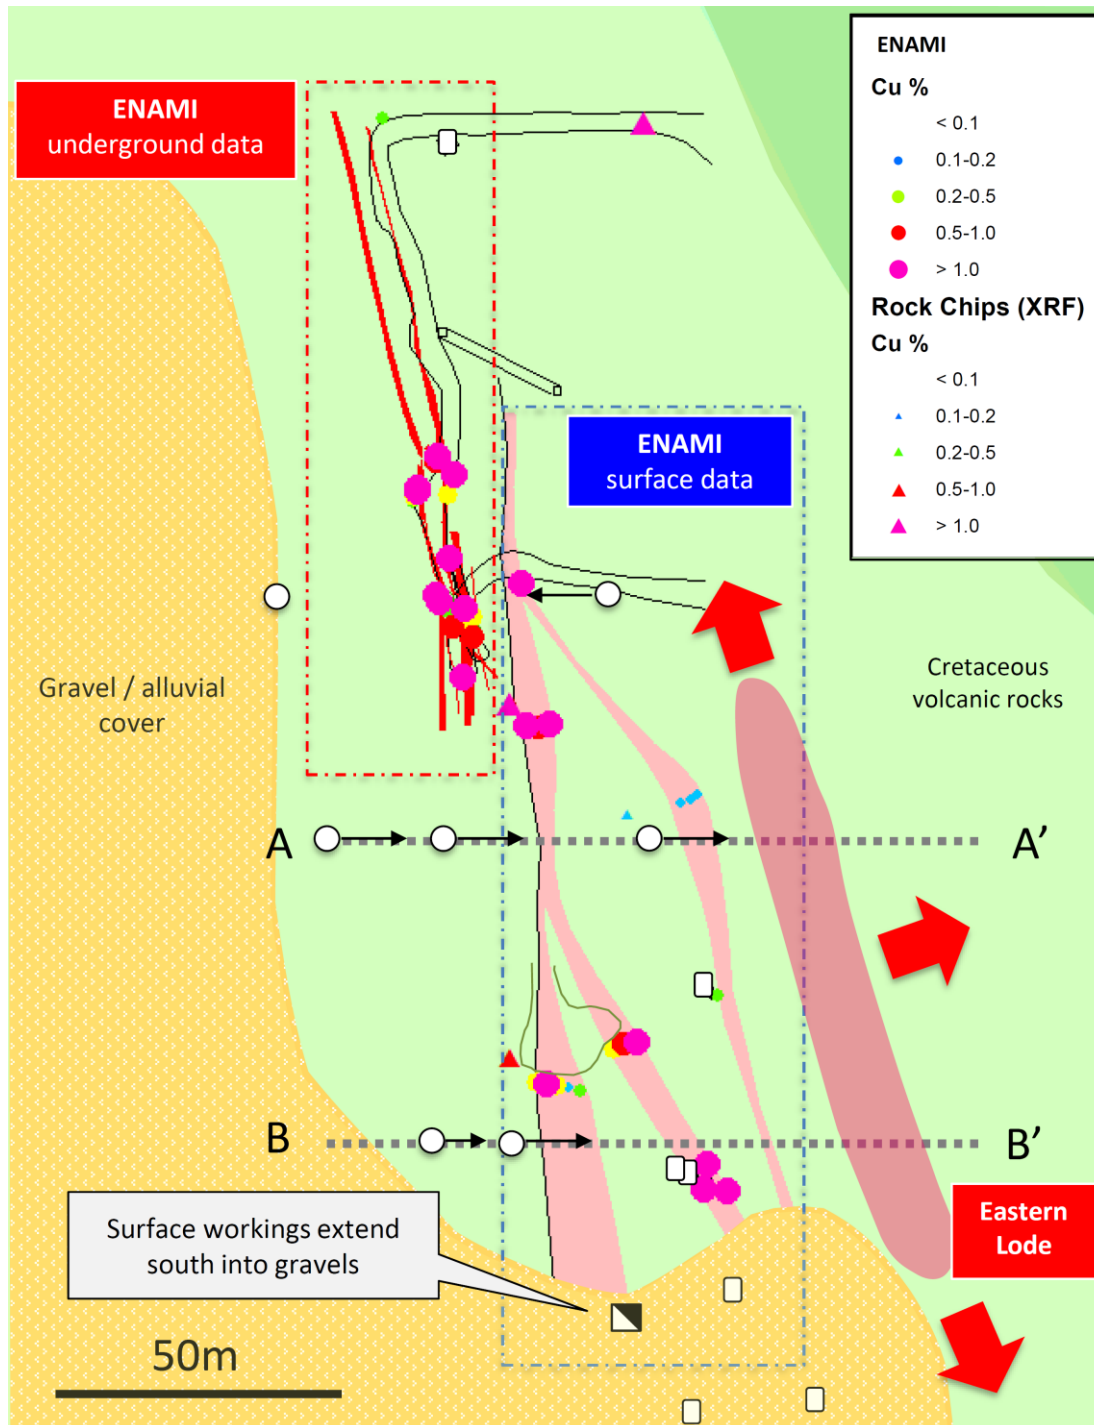 ENAMI
underground data
ENAMI
Cu %
< 0.1
0.1-0.2
0.2-0.5
0.5-1.0
> 1.0
Rock Chips (XRF)
Cu %
< 0.1
0.1-0.2
0.2-0.5
0.5-1.0
> 1.0
ENAMI
surface data
Gravel / alluvial
cover
Cretaceous
volcanic rocks
A
A’
B
B’
Surface workings extend
south into gravels
Eastern
Lode
50m